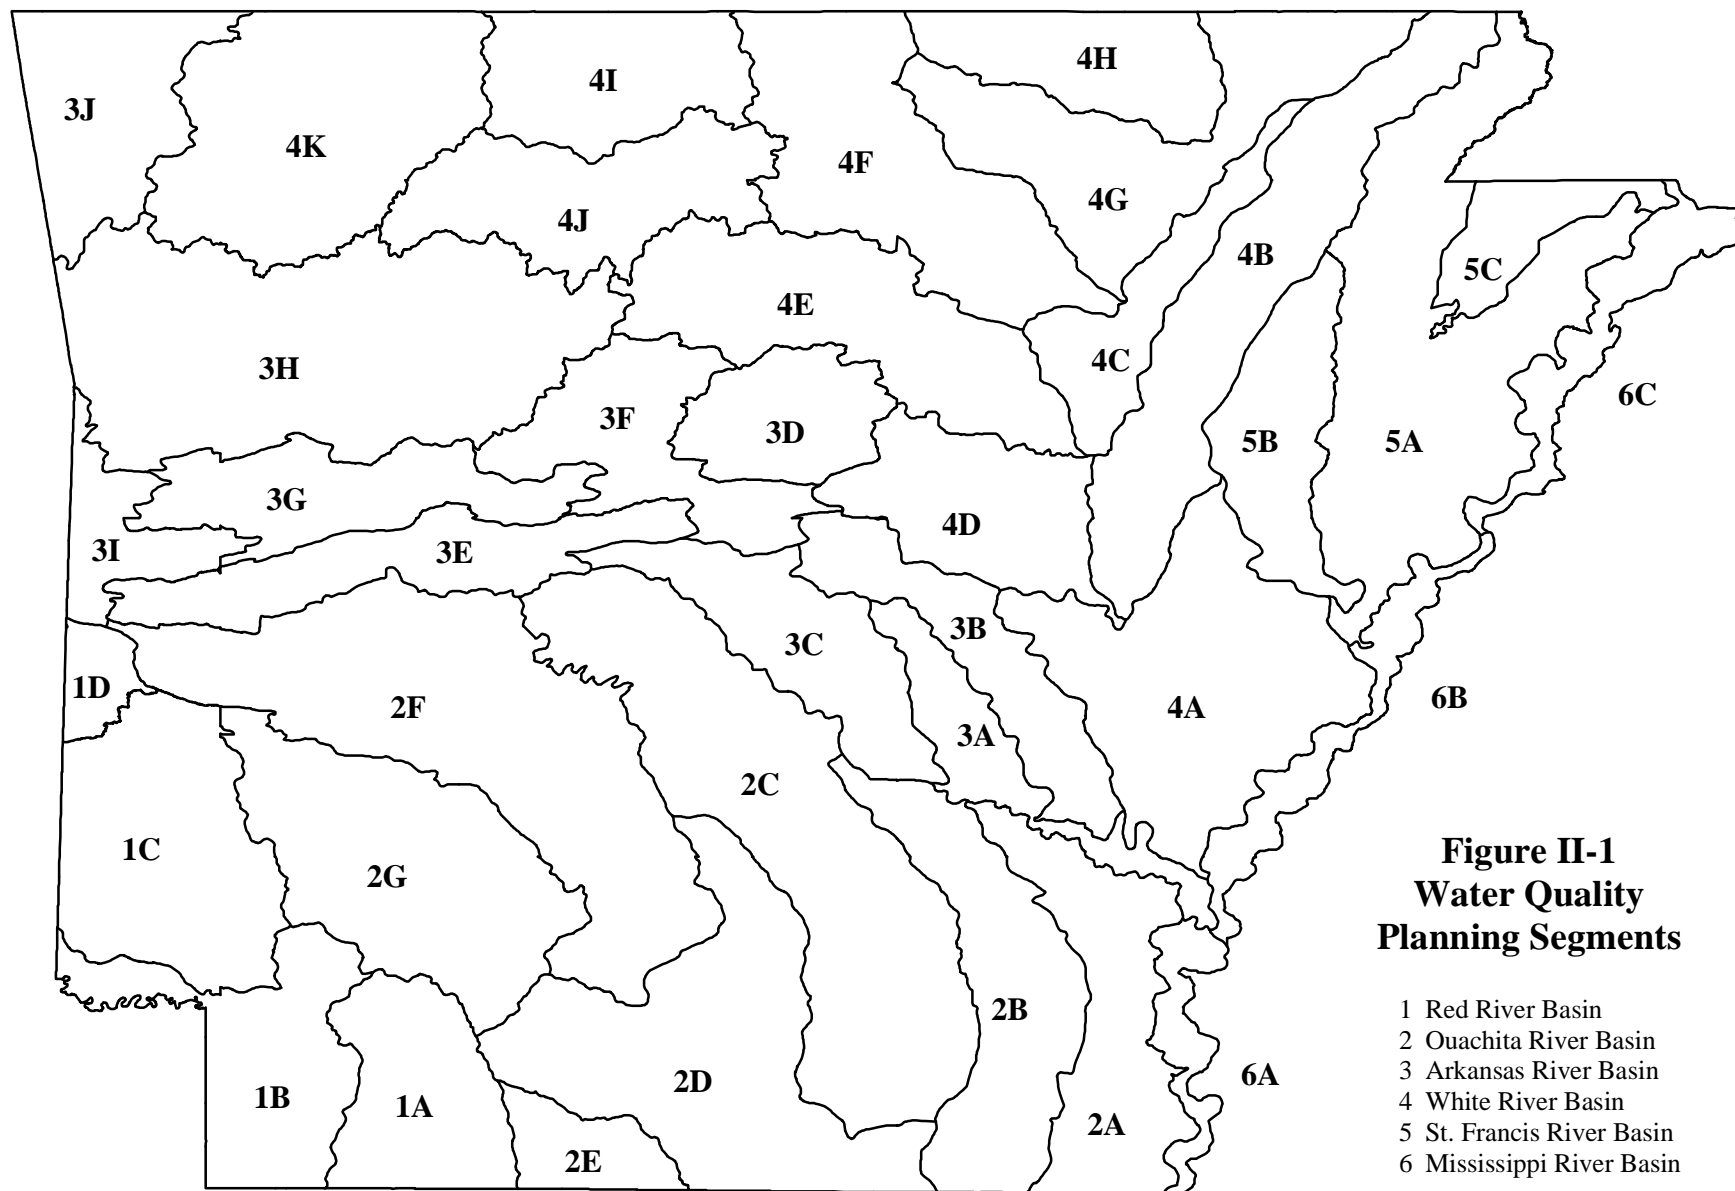 4H
4I
3J
4K
4F
4G
4J
4B
5C
4E
4C
3H
6C
3F
3D
5B
5A
3G
4D
3I
3E
3B
3C
1D
6B
2F
4A
3A
2C
1C
2G
Figure II-1
Water Quality
Planning Segments
2B
1 Red River Basin
2 Ouachita River Basin
3 Arkansas River Basin
4 White River Basin
5 St. Francis River Basin
6 Mississippi River Basin
6A
2D
1B
1A
2A
2E